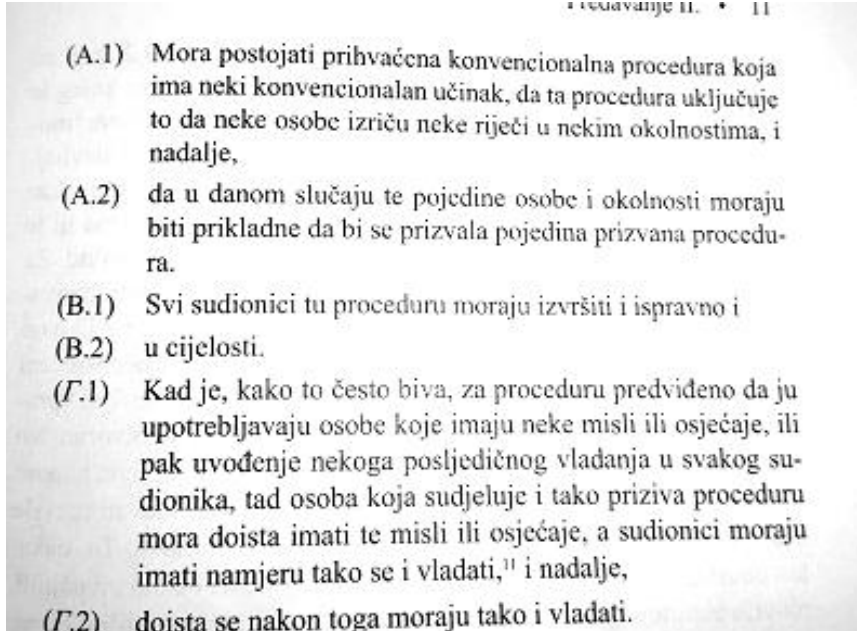 Predavanje II. • 11
(A.1) Mora postojati prihvaćena konvencionalna procedura koja
ima neki konvencionalan učinak, da ta procedura uključuje
to da neke osobe izriču neke riječi u nekim okolnostima, i
nadalje,
(A.2) da u danom slučaju te pojedine osobe i okolnosti moraju
biti prikladne da bi se prizvala pojedina prizvana procedu-
ra.
(B.1) Svi sudionici tu proceduru moraju izvršiti i ispravno i
(B.2) u cijelosti.
(Γ.1) Kad je, kako to često biva, za proceduru predviđeno da ju
upotrebljavaju osobe koje imaju neke misli ili osjećaje, ili
pak uvođenje nekoga posljedičnog vladanja u svakog su-
dionika, tad osoba koja sudjeluje i tako priziva proceduru
mora doista imati te misli ili osjećaje, a sudionici moraju
imati namjeru tako se i vladati,¹¹ i nadalje,
(Γ.2) doista se nakon toga moraju tako i vladati.